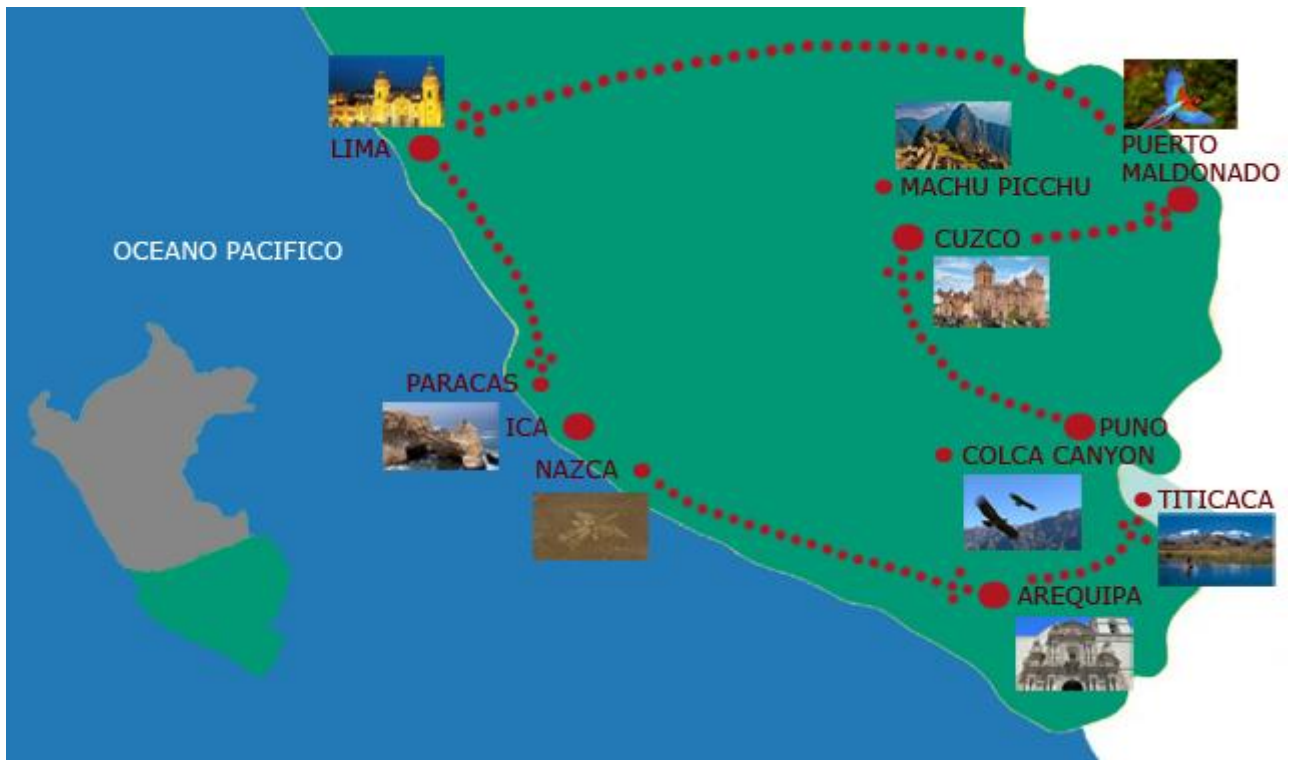 LIMA
PUERTO
MALDONADO
MACHU PICCHU
CUZCO
OCEANO PACIFICO
PARACAS
ICA
PUNO
COLCA CANYON
NAZCA
TITICACA
AREQUIPA